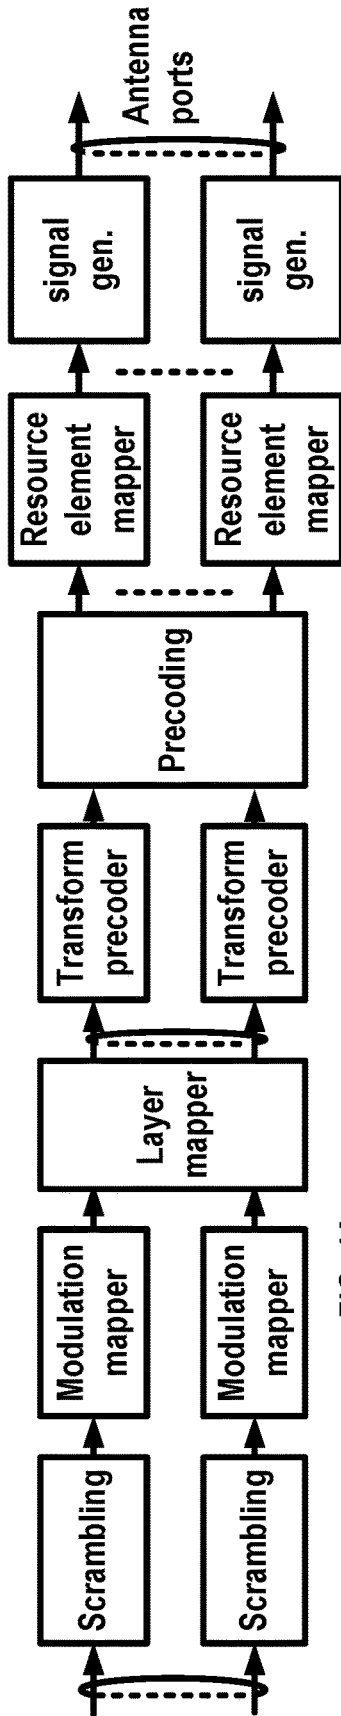 Scrambling
Modulation
mapper
Layer
mapper
Transform
precoder
Precoding
Resource
element
mapper
signal
gen.
Antenna
ports
Scrambling
Modulation
mapper
Transform
precoder
Resource
element
mapper
signal
gen.